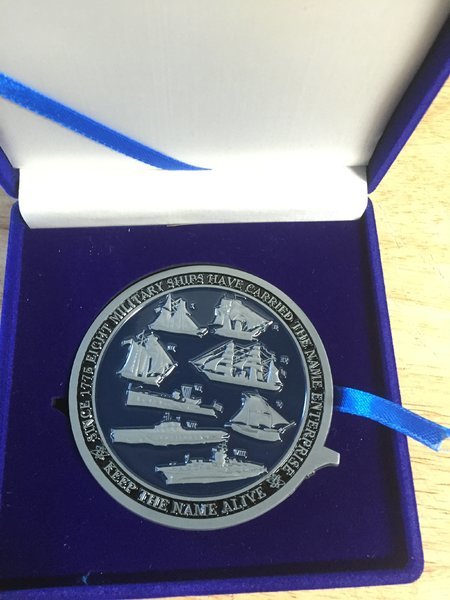 SINCE 1775 EIGHT MILITARY SHIPS HAVE CARRIED THE NAME ENTERPRISE
KEEP THE NAME ALIVE